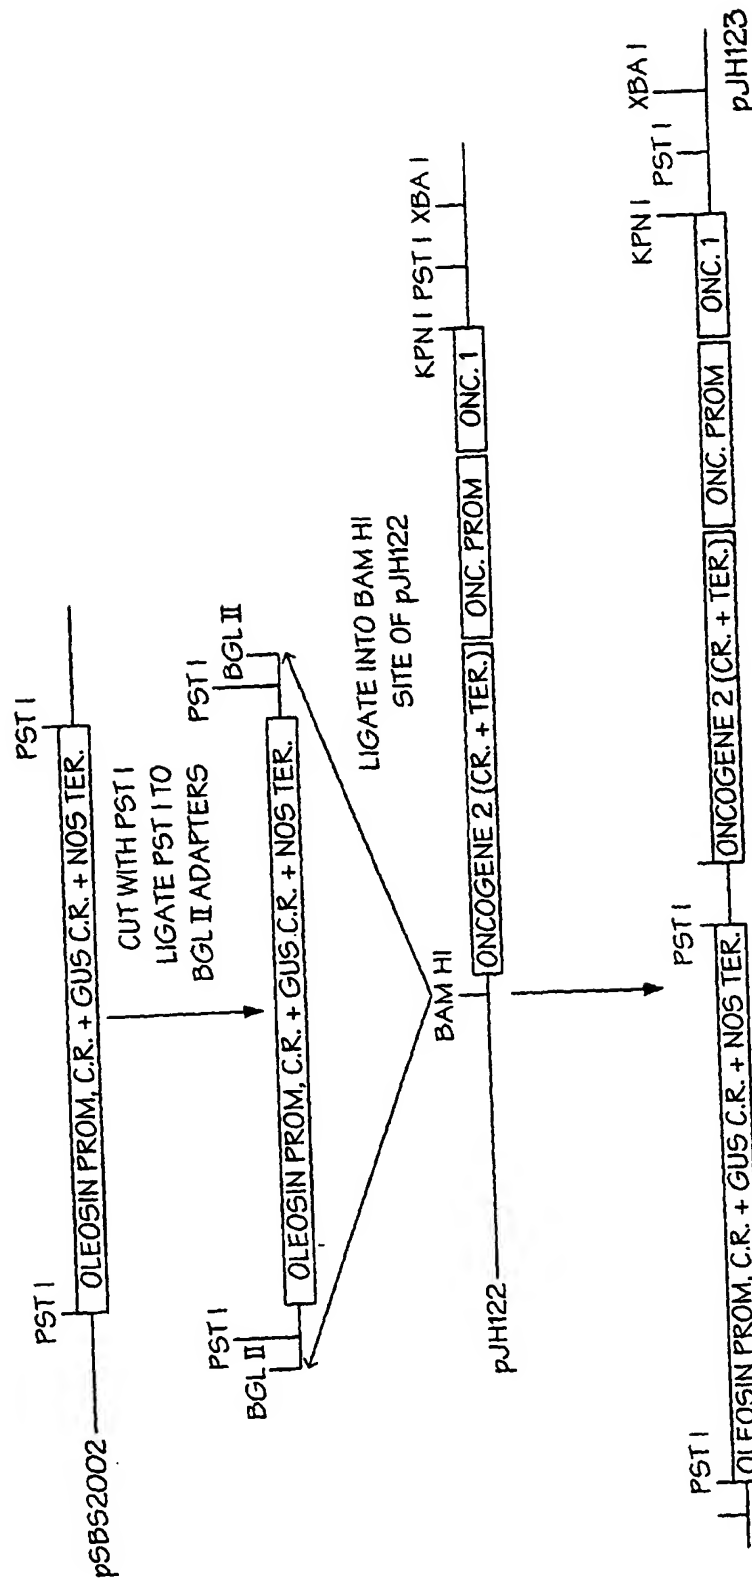 PST I
PST I
pSBS2002
OLEOSIN PROM, C.R. + GUS C.R. + NOS TER.
CUT WITH PST I
LIGATE PST I TO
BGL II ADAPTERS
BGL II
PST I
PST I
BGL II
OLEOSIN PROM, C.R. + GUS C.R. + NOS TER.
LIGATE INTO BAM HI
SITE OF pJH122
BAM HI
KPN I PST I XBA I
pJH122
ONCOGENE 2 (CR. + TER.)
ONC. PROM
ONC. 1
PST I
PST I
KPN I
PST I
XBA I
OLEOSIN PROM, C.R. + GUS C.R. + NOS TER.
ONCOGENE 2 (CR. + TER.)
ONC. PROM
ONC. 1
pJH123